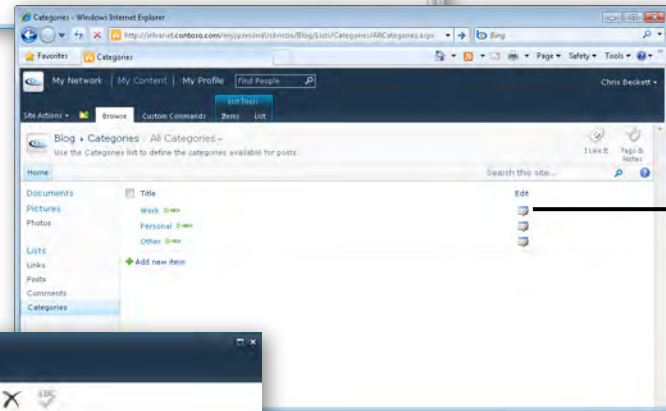 Categories - Windows Internet Explorer
http://intranet.contoso.com/my/personal/chrisbe/Blog/Lists/Categories/AllCategories.aspx
Bing
Favorites
Categories
Page
Safety
Tools
My Network
My Content
My Profile
Find People
Chris Beckett
List Tools
Site Actions
Browse
Custom Commands
Items
List
Blog
Categories
All Categories
Use the Categories list to define the categories available for posts.
I Like It
Tags & Notes
Home
Search this site...
Documents
Pictures
Photos
Lists
Links
Posts
Comments
Categories
Title
Edit
Work
Personal
Other
Add new item
ABC